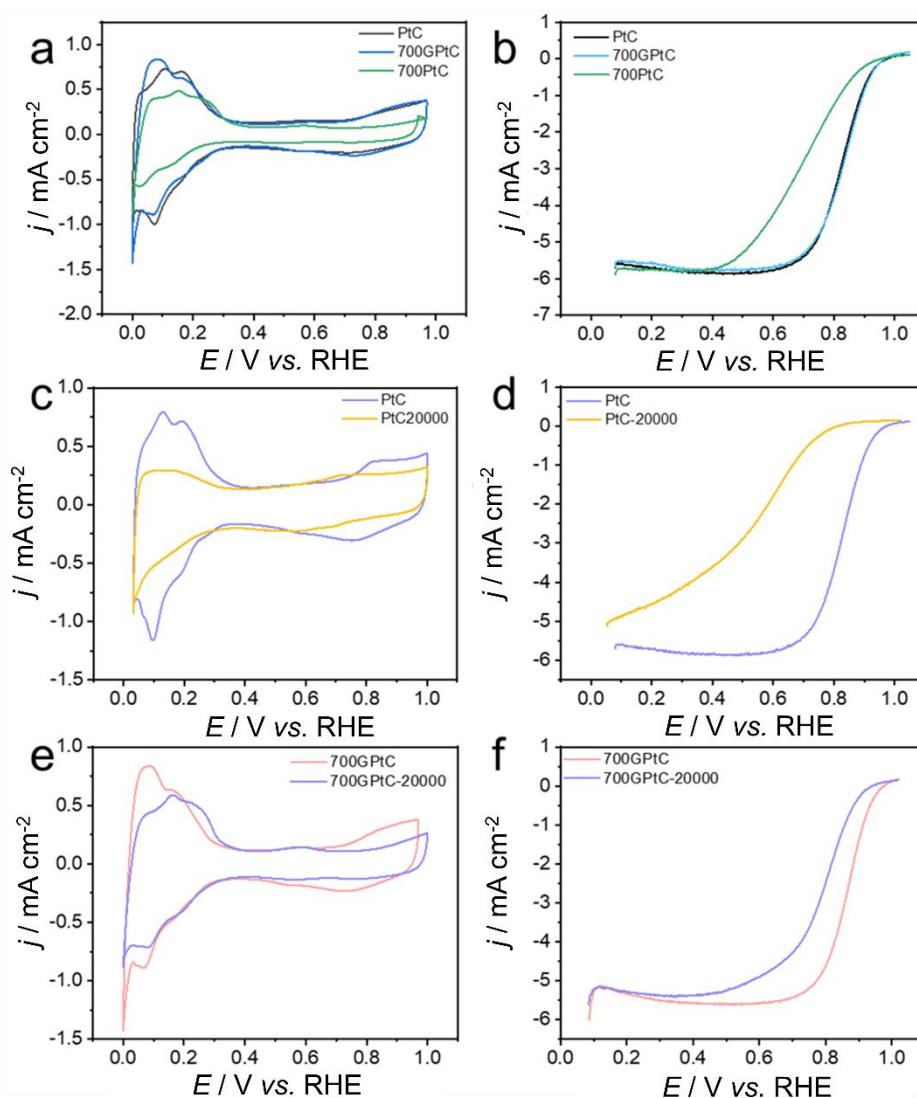 a
PtC
700GPtC
700PtC
j / mA cm⁻²
1.0
0.5
0.0
-0.5
-1.0
-1.5
-2.0
0.0 0.2 0.4 0.6 0.8 1.0
E / V vs. RHE
b
PtC
700GPtC
700PtC
j / mA cm⁻²
1
0
-1
-2
-3
-4
-5
-6
-7
0.0 0.2 0.4 0.6 0.8 1.0
E / V vs. RHE
c
PtC
PtC20000
j / mA cm⁻²
1.0
0.5
0.0
-0.5
-1.0
-1.5
0.0 0.2 0.4 0.6 0.8 1.0
E / V vs. RHE
d
PtC
PtC-20000
j / mA cm⁻²
1
0
-1
-2
-3
-4
-5
-6
0.0 0.2 0.4 0.6 0.8 1.0
E / V vs. RHE
e
700GPtC
700GPtC-20000
j / mA cm⁻²
1.0
0.5
0.0
-0.5
-1.0
-1.5
0.0 0.2 0.4 0.6 0.8 1.0
E / V vs. RHE
f
700GPtC
700GPtC-20000
j / mA cm⁻²
1
0
-1
-2
-3
-4
-5
-6
0.0 0.2 0.4 0.6 0.8 1.0
E / V vs. RHE